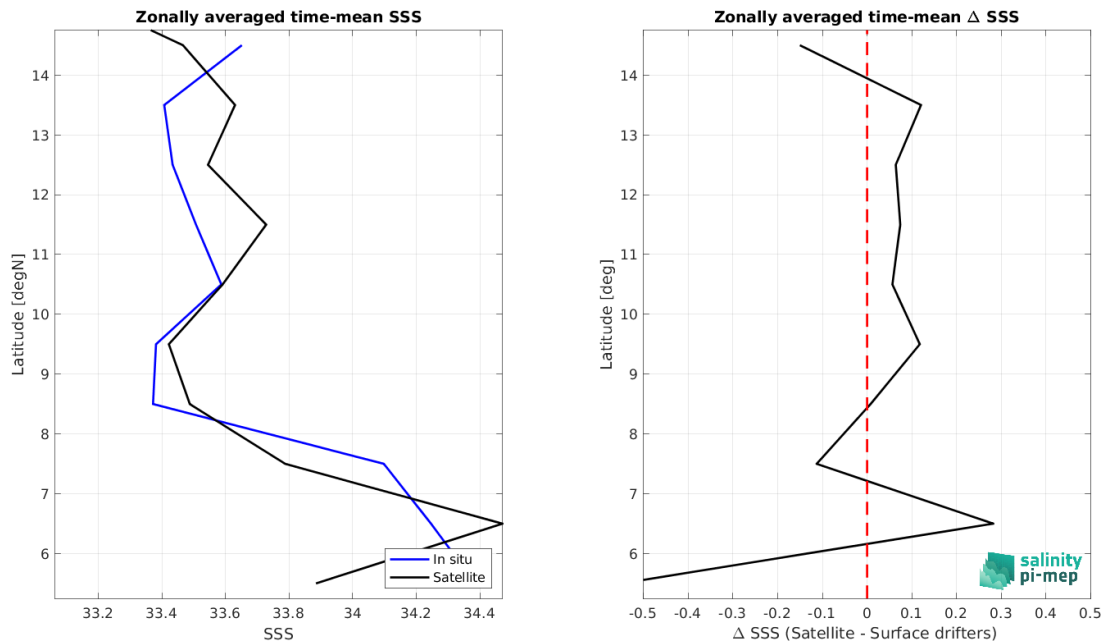 Zonally averaged time-mean SSS
14
13
12
11
10
9
8
7
6
Latitude [degN]
33.2 33.4 33.6 33.8 34 34.2 34.4
SSS
In situ
Satellite
Zonally averaged time-mean Δ SSS
14
13
12
11
10
9
8
7
6
Latitude [deg]
-0.5 -0.4 -0.3 -0.2 -0.1 0 0.1 0.2 0.3 0.4 0.5
Δ SSS (Satellite - Surface drifters)
salinity
pi-mep